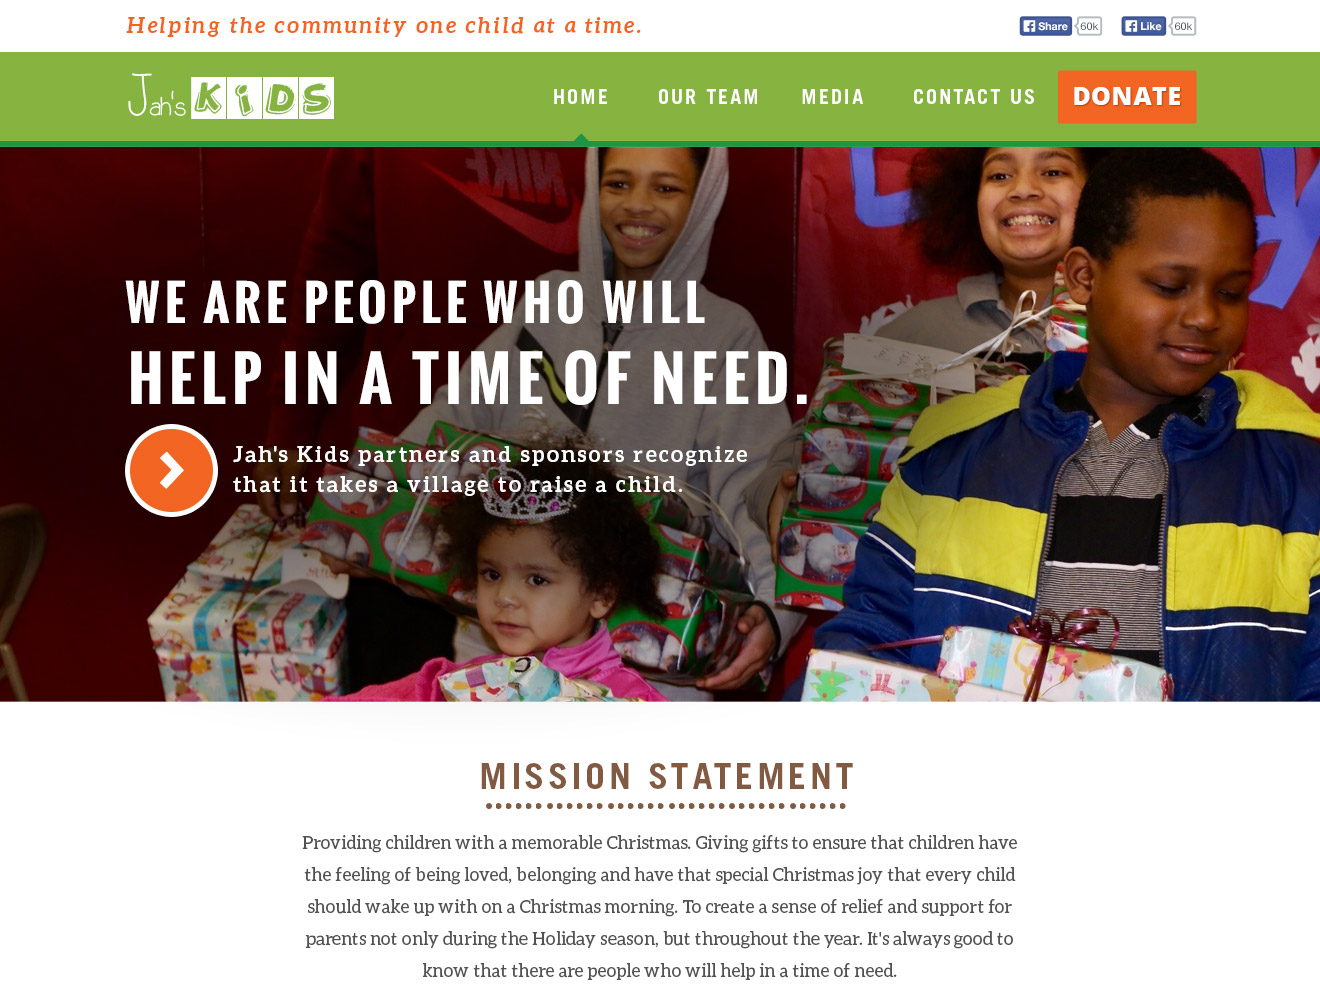 Helping the community one child at a time.
Share 60k Like 60k
Jah's KiDS
HOME OUR TEAM MEDIA CONTACT US DONATE
NIKE
WE ARE PEOPLE WHO WILL
HELP IN A TIME OF NEED.
Jah's Kids partners and sponsors recognize
that it takes a village to raise a child.
MISSION STATEMENT
Providing children with a memorable Christmas. Giving gifts to ensure that children have
the feeling of being loved, belonging and have that special Christmas joy that every child
should wake up with on a Christmas morning. To create a sense of relief and support for
parents not only during the Holiday season, but throughout the year. It's always good to
know that there are people who will help in a time of need.